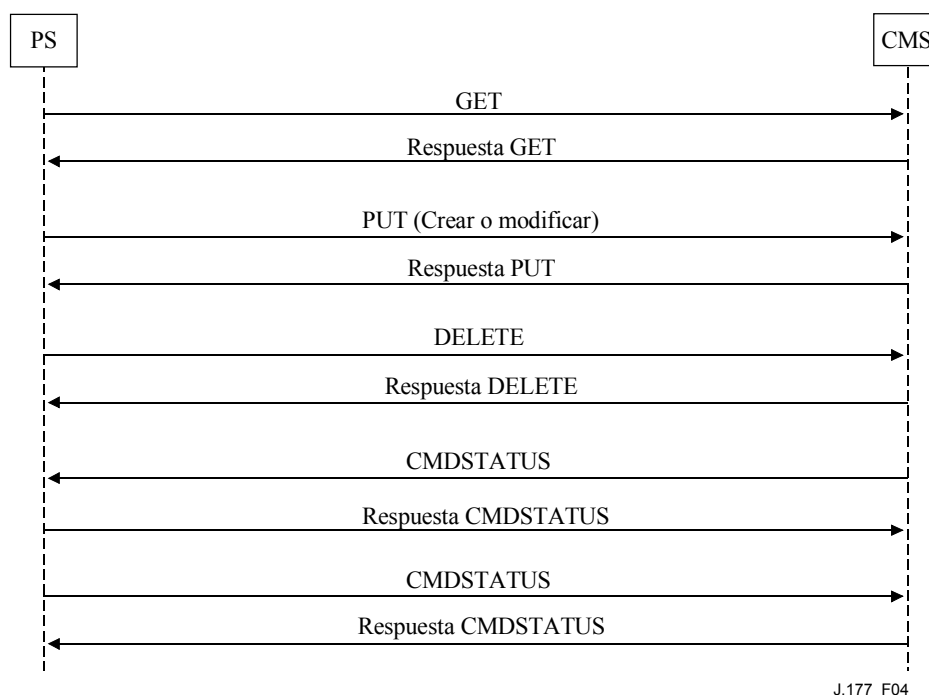 PS
CMS
GET
Respuesta GET
PUT (Crear o modificar)
Respuesta PUT
DELETE
Respuesta DELETE
CMDSTATUS
Respuesta CMDSTATUS
CMDSTATUS
Respuesta CMDSTATUS
J.177_F04